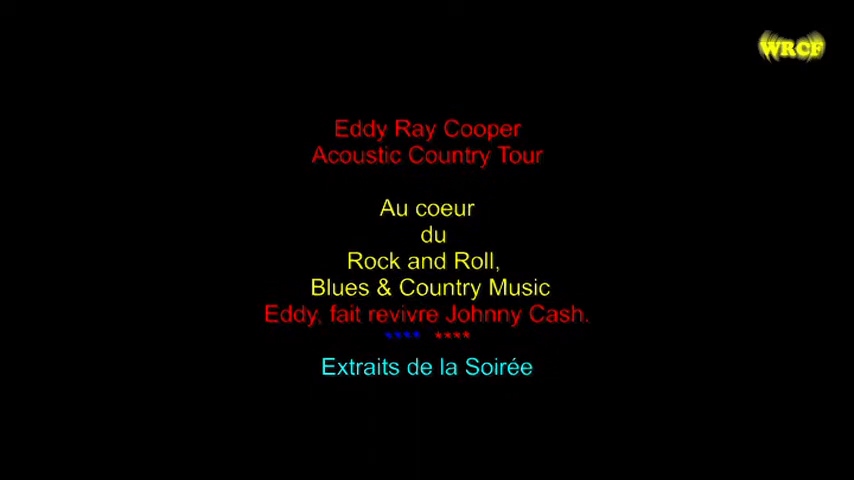 WRCF
Eddy Ray Cooper
Acoustic Country Tour
Au coeur
du
Rock and Roll,
Blues & Country Music
Eddy, fait revivre Johnny Cash.
**** ****
Extraits de la Soirée